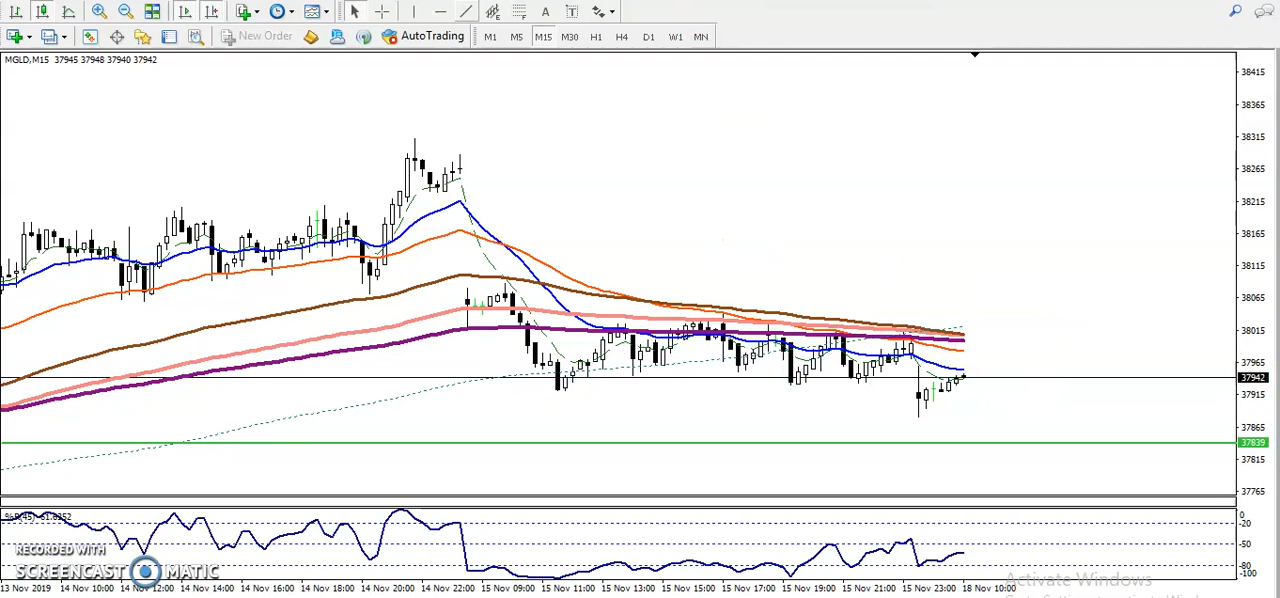 New Order
AutoTrading
M1 M5 M15 M30 H1 H4 D1 W1 MN
MGLD,M15 37945 37948 37940 37942
38415
38365
38315
38265
38215
38165
38115
38065
38015
37965
37942
37915
37865
37839
37815
37765
0
-20
-50
-80
-100
RECORDED WITH
SCREENCAST MATIC
Activate Windows
13 Nov 2019 14 Nov 10:00 14 Nov 12:00 14 Nov 14:00 14 Nov 16:00 14 Nov 18:00 14 Nov 20:00 14 Nov 22:00 15 Nov 09:00 15 Nov 11:00 15 Nov 13:00 15 Nov 15:00 15 Nov 17:00 15 Nov 19:00 15 Nov 21:00 15 Nov 23:00 18 Nov 10:00